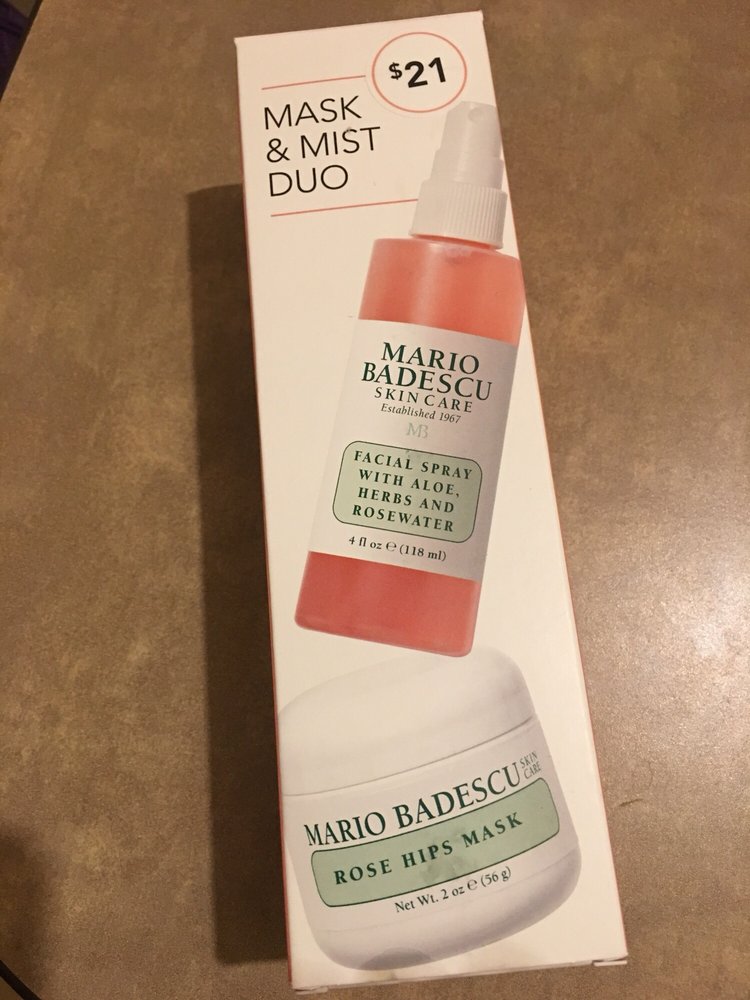 $21
MASK
& MIST
DUO
MARIO
BADESCU
SKIN CARE
Established 1967
MB
FACIAL SPRAY
WITH ALOE,
HERBS AND
ROSEWATER
4 fl oz ℮ (118 ml)
MARIO BADESCU SKIN CARE
ROSE HIPS MASK
Net Wt. 2 oz ℮ (56 g)